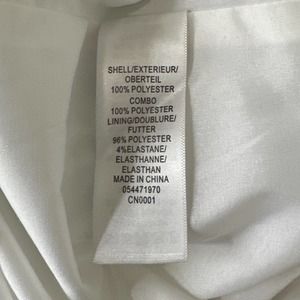 SHELL/EXTERIEUR/
OBERTEIL
100% POLYESTER
COMBO
100% POLYESTER
LINING/DOUBLURE/
FUTTER
96% POLYESTER
4%ELASTANE/
ELASTHANNE/
ELASTHAN
MADE IN CHINA
054471970
CN0001